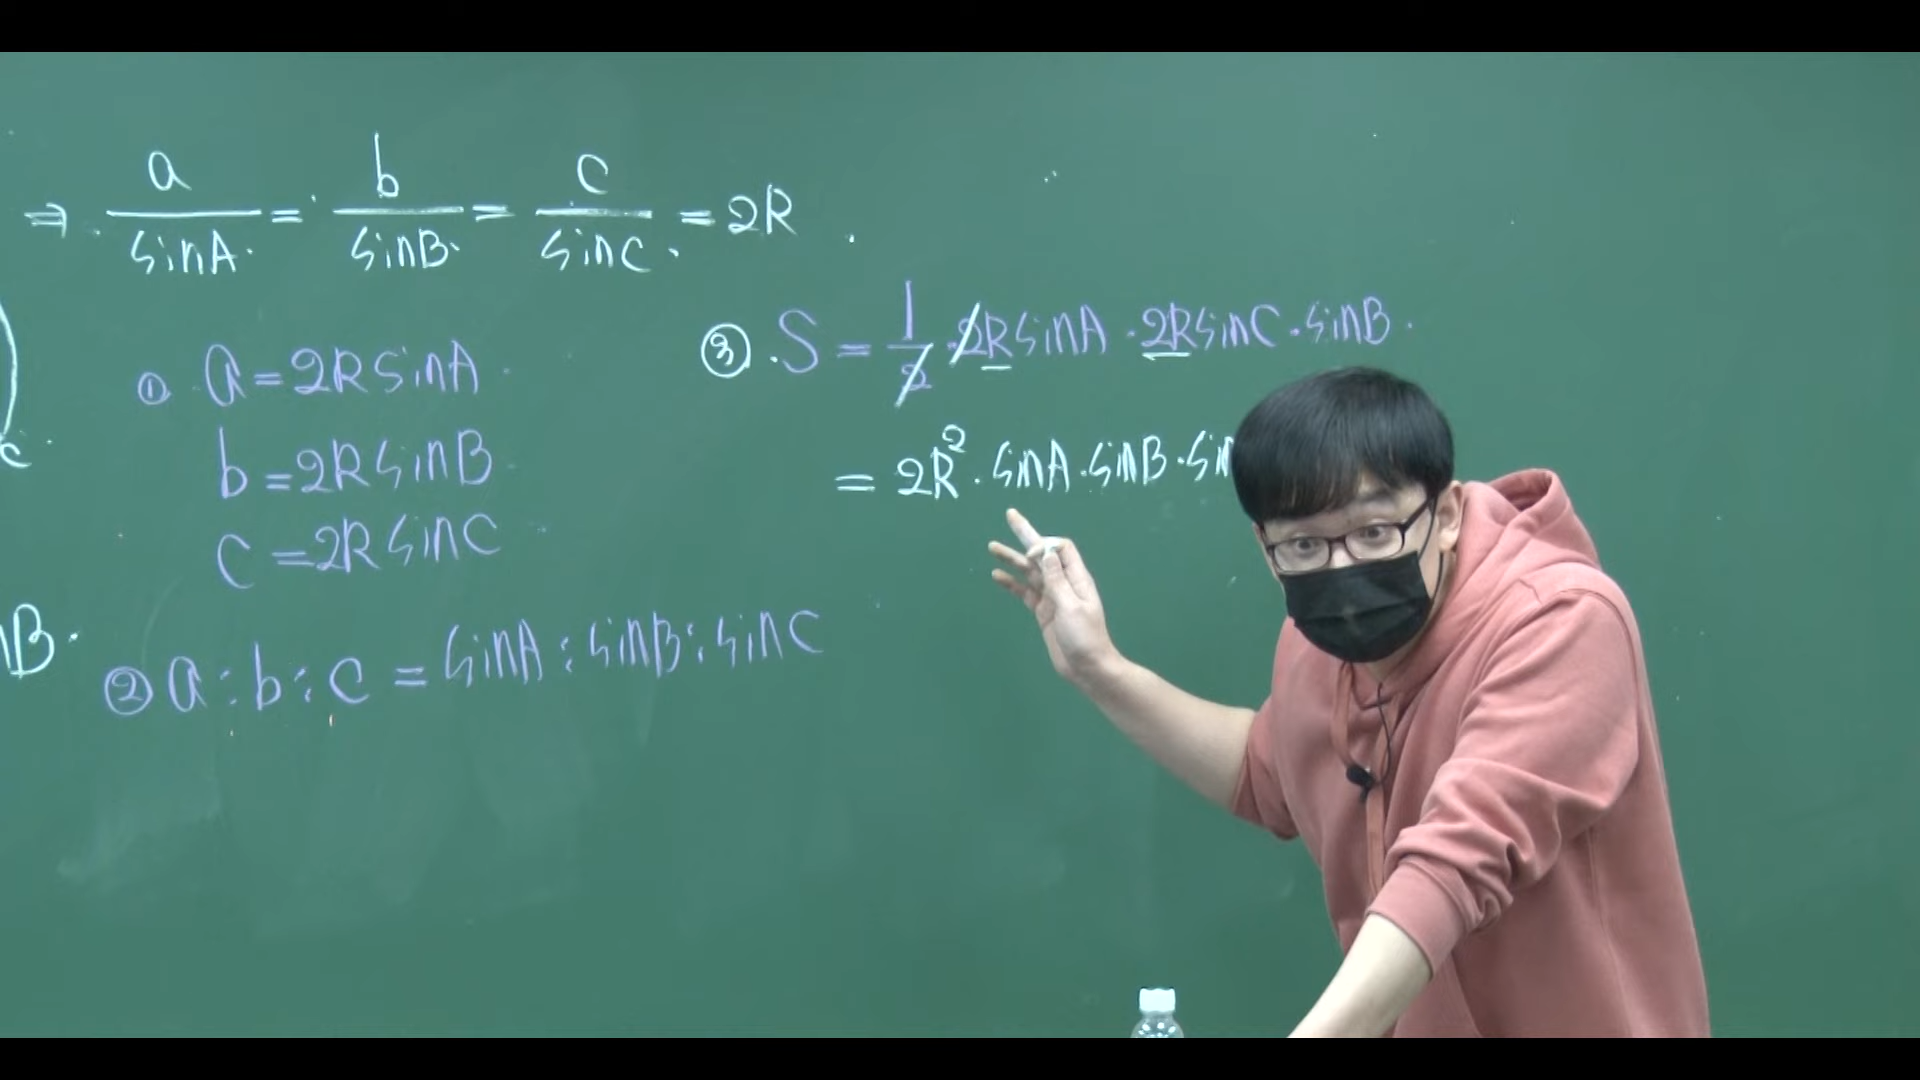 ⇒ a/sinA = b/sinB = c/sinC = 2R
① a = 2R sinA
b = 2R sinB
c = 2R sinC
B.
② a : b : c = sinA : sinB : sinC
③ S = 1/2 · 2R sinA · 2R sinC · sinB
= 2R² · sinA · sinB · sin
c